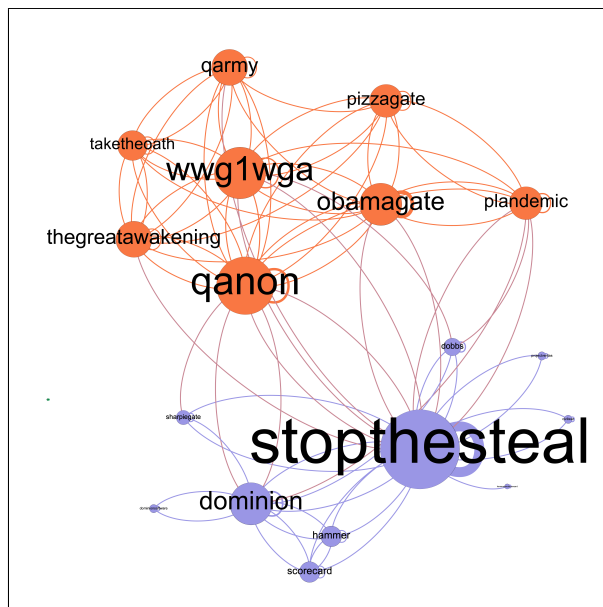 qarmy
pizzagate
taketheoath
wwg1wga
obamagate
plandemic
thegreatawakening
qanon
dobbs
sharpiegate
stopthesteal
dominion
hammer
scorecard